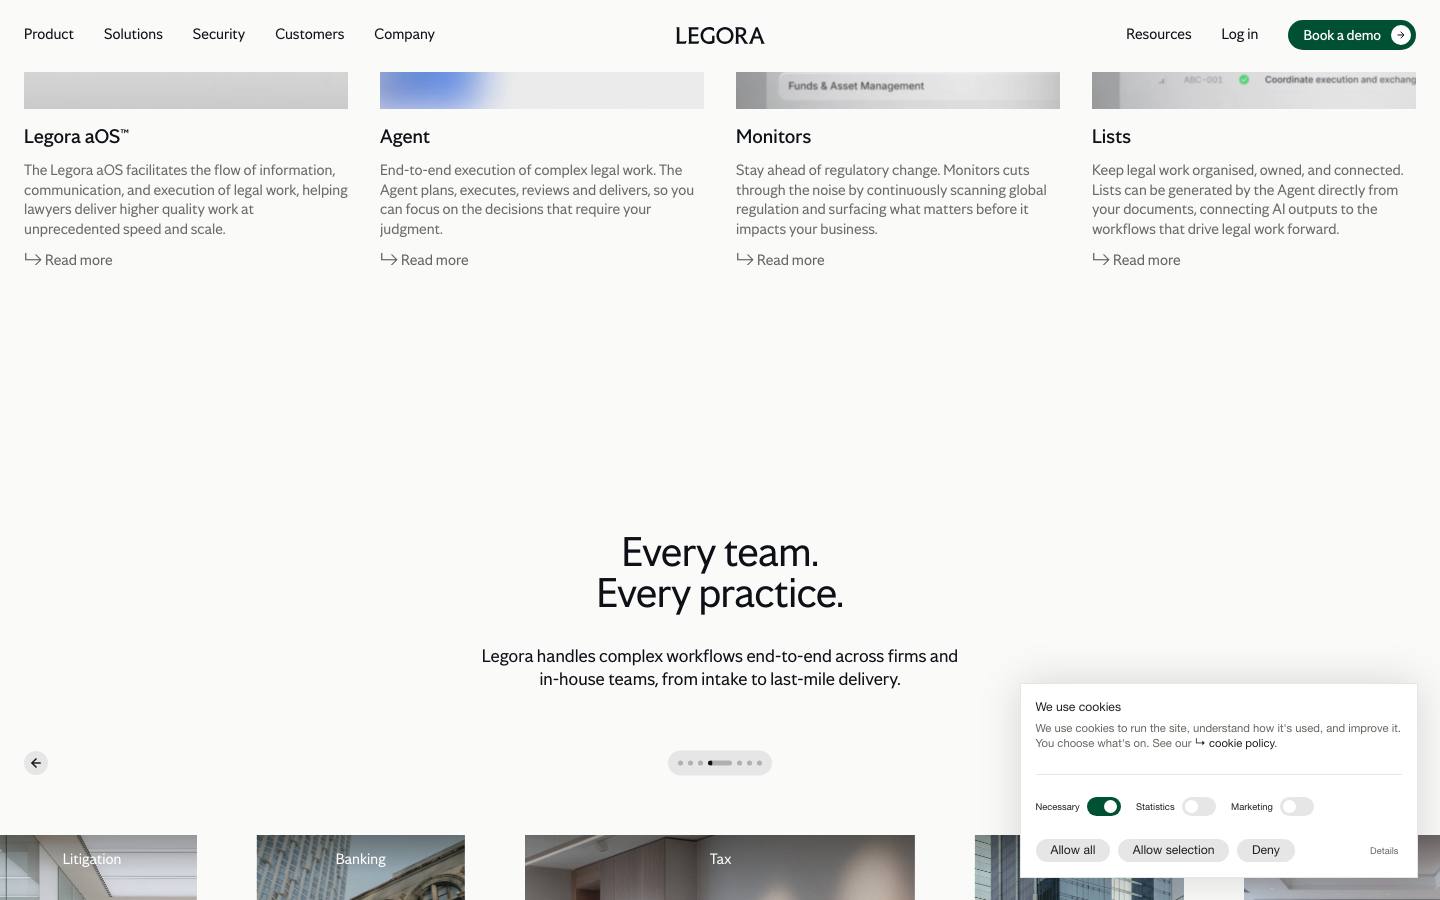 Product
Solutions
Security
Customers
Company
LEGORA
Resources
Log in
Book a demo
Funds & Asset Management
ABC-001
Coordinate execution and exchang
Legora aOS™
The Legora aOS facilitates the flow of information,
communication, and execution of legal work, helping
lawyers deliver higher quality work at
unprecedented speed and scale.
Read more
Agent
End-to-end execution of complex legal work. The
Agent plans, executes, reviews and delivers, so you
can focus on the decisions that require your
judgment.
Read more
Monitors
Stay ahead of regulatory change. Monitors cuts
through the noise by continuously scanning global
regulation and surfacing what matters before it
impacts your business.
Read more
Lists
Keep legal work organised, owned, and connected.
Lists can be generated by the Agent directly from
your documents, connecting AI outputs to the
workflows that drive legal work forward.
Read more
Every team.
Every practice.
Legora handles complex workflows end-to-end across firms and
in-house teams, from intake to last-mile delivery.
Litigation
Banking
Tax
We use cookies
We use cookies to run the site, understand how it's used, and improve it.
You choose what's on. See our ↳ cookie policy.
Necessary
Statistics
Marketing
Allow all
Allow selection
Deny
Details